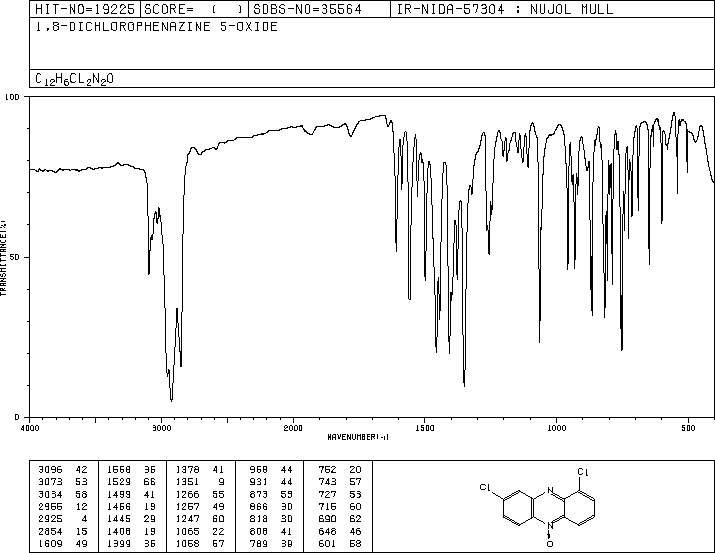 HIT-NO=19225 SCORE= ( ) SDBS-NO=35564 IR-NIDA-57304 : NUJOL MULL
1,8-DICHLOROPHENAZINE 5-OXIDE
C12H6CL2N2O
100
50
0
TRANSMITTANCE(%)
4000 3000 2000 1500 1000 500
WAVENUMBER(-1)
3096 42 1558 36 1378 41 958 44 752 20
3073 53 1529 66 1351 9 931 44 743 57
3034 58 1499 41 1266 55 873 59 727 53
2955 12 1456 19 1257 49 866 30 715 60
2925 4 1445 29 1247 60 818 30 690 62
2854 15 1408 19 1065 22 808 41 648 46
1609 49 1399 36 1058 57 789 39 601 58
Cl
Cl
N
N
O